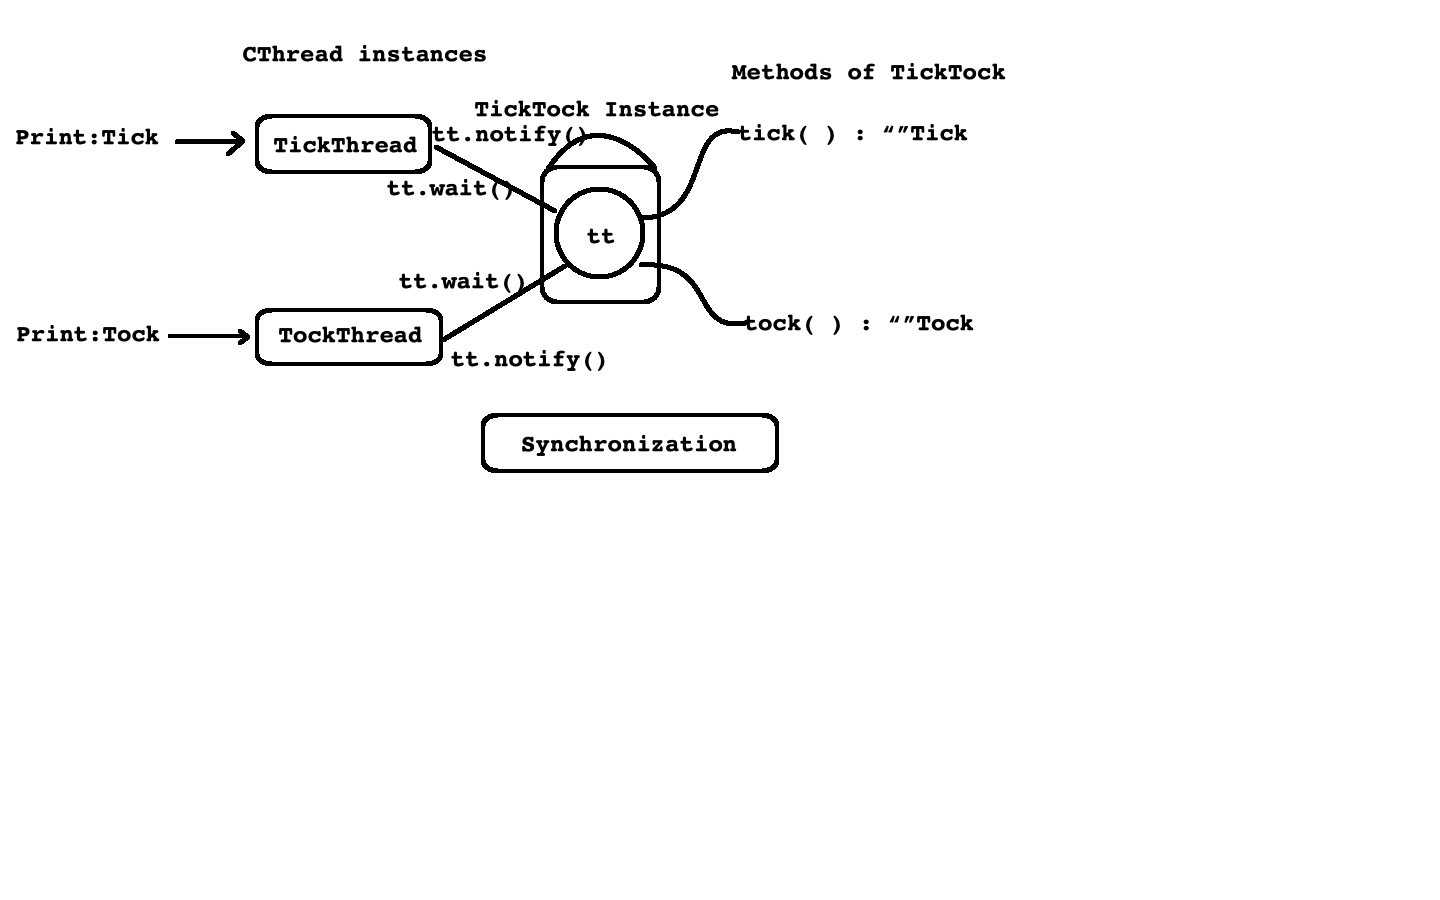 CThread instances
Methods of TickTock
TickTock Instance
Print:Tick
TickThread
tt.notify()
tick( ) : “”Tick
tt.wait()
tt
tt.wait()
Print:Tock
TockThread
tock( ) : “”Tock
tt.notify()
Synchronization